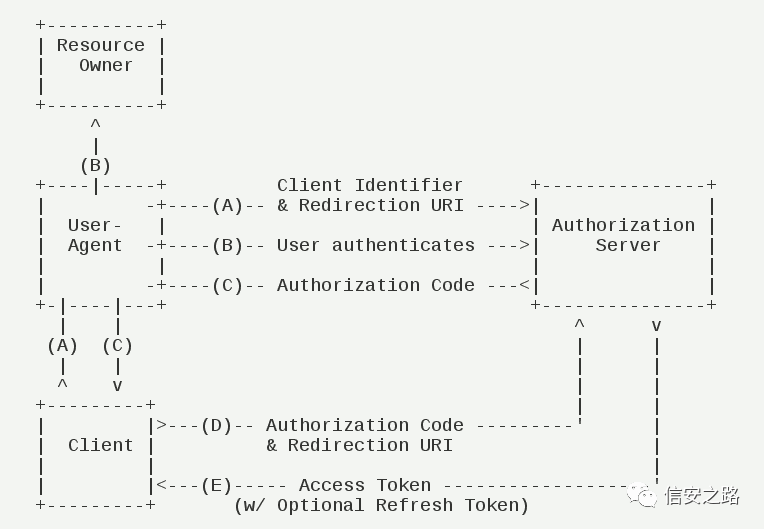 Resource
Owner
(B)
Client Identifier
(A) & Redirection URI
User-
Agent
Authorization
Server
(B) User authenticates
(C) Authorization Code
(A) (C)
(D) Authorization Code
& Redirection URI
Client
(E) Access Token
(w/ Optional Refresh Token)
信安之路